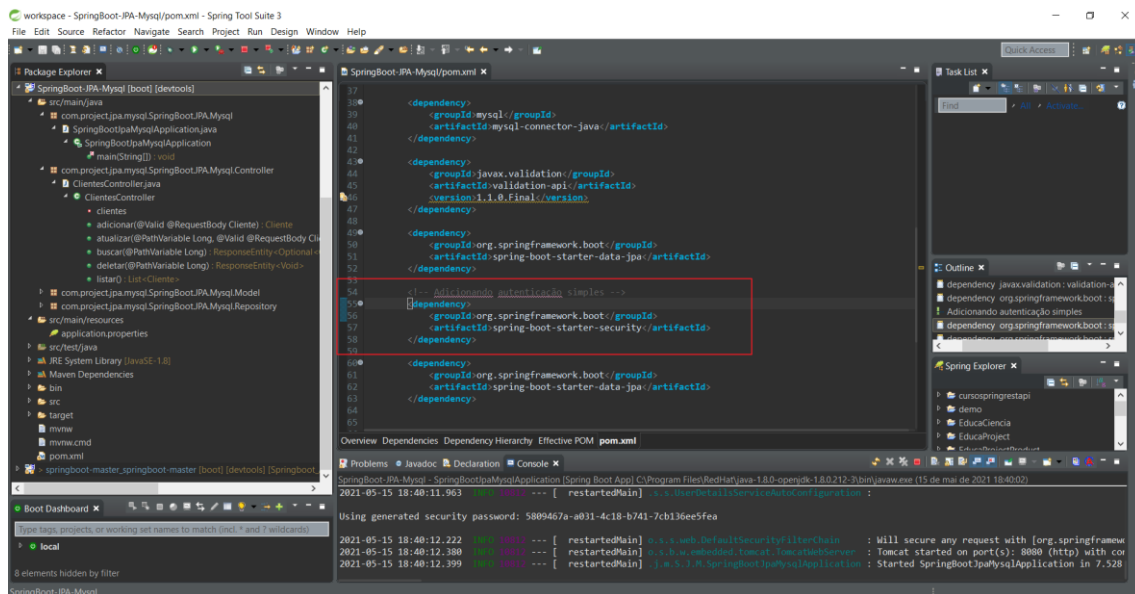 workspace - SpringBoot-JPA-Mysql/pom.xml - Spring Tool Suite 3
File Edit Source Refactor Navigate Search Project Run Design Window Help
Quick Access
Package Explorer
SpringBoot-JPA-Mysql [boot] [devtools]
src/main/java
com.project.jpa.mysql.SpringBoot.JPA.Mysql
SpringBootJpaMysqlApplication.java
SpringBootJpaMysqlApplication
main(String[]) : void
com.project.jpa.mysql.SpringBoot.JPA.Mysql.Controller
ClientesController.java
ClientesController
clientes
adicionar(@Valid @RequestBody Cliente) : Cliente
atualizar(@PathVariable Long, @Valid @RequestBody Cli
buscar(@PathVariable Long) : ResponseEntity<Optional<
deletar(@PathVariable Long) : ResponseEntity<Void>
listar() : List<Cliente>
com.project.jpa.mysql.SpringBoot.JPA.Mysql.Model
com.project.jpa.mysql.SpringBoot.JPA.Mysql.Repository
src/main/resources
application.properties
src/test/java
JRE System Library [JavaSE-1.8]
Maven Dependencies
bin
src
target
mvnw
mvnw.cmd
pom.xml
> springboot-master_springboot-master [boot] [devtools] [Springboot_
Boot Dashboard
Type tags, projects, or working set names to match (incl. * and ? wildcards)
local
8 elements hidden by filter
SpringBoot-JPA-Mysql
SpringBoot-JPA-Mysql/pom.xml
37
38 <dependency>
39 <groupId>mysql</groupId>
40 <artifactId>mysql-connector-java</artifactId>
41 </dependency>
42
43 <dependency>
44 <groupId>javax.validation</groupId>
45 <artifactId>validation-api</artifactId>
46 <version>1.1.0.Final</version>
47 </dependency>
48
49 <dependency>
50 <groupId>org.springframework.boot</groupId>
51 <artifactId>spring-boot-starter-data-jpa</artifactId>
52 </dependency>
53
54 <!-- Adicionando autenticação simples -->
55 <dependency>
56 <groupId>org.springframework.boot</groupId>
57 <artifactId>spring-boot-starter-security</artifactId>
58 </dependency>
59
60 <dependency>
61 <groupId>org.springframework.boot</groupId>
62 <artifactId>spring-boot-starter-data-jpa</artifactId>
63 </dependency>
64
65
Overview Dependencies Dependency Hierarchy Effective POM pom.xml
Problems Javadoc Declaration Console
SpringBoot-JPA-Mysql - SpringBootJpaMysqlApplication [Spring Boot App] C:\Program Files\RedHat\java-1.8.0-openjdk-1.8.0.212-3\bin\javaw.exe (15 de mai de 2021 18:40:02)
2021-05-15 18:40:11.963 INFO --- [ restartedMain] .s.s.UserDetailsServiceAutoConfiguration :
Using generated security password: 5809467a-a031-4c18-b741-7cb136ee5fea
2021-05-15 18:40:12.222 INFO --- [ restartedMain] o.s.s.web.DefaultSecurityFilterChain : Will secure any request with [org.springframew
2021-05-15 18:40:12.380 INFO --- [ restartedMain] o.s.b.w.embedded.tomcat.TomcatWebServer : Tomcat started on port(s): 8080 (http) with con
2021-05-15 18:40:12.399 INFO --- [ restartedMain] .j.m.S.J.M.SpringBootJpaMysqlApplication : Started SpringBootJpaMysqlApplication in 7.528
Task List
Find All Activate...
Outline
dependency javax.validation : validation-a
dependency org.springframework.boot : sp
Adicionando autenticação simples
dependency org.springframework.boot : sp
Spring Explorer
cursospringrestapi
demo
EducaCiencia
EducaProject